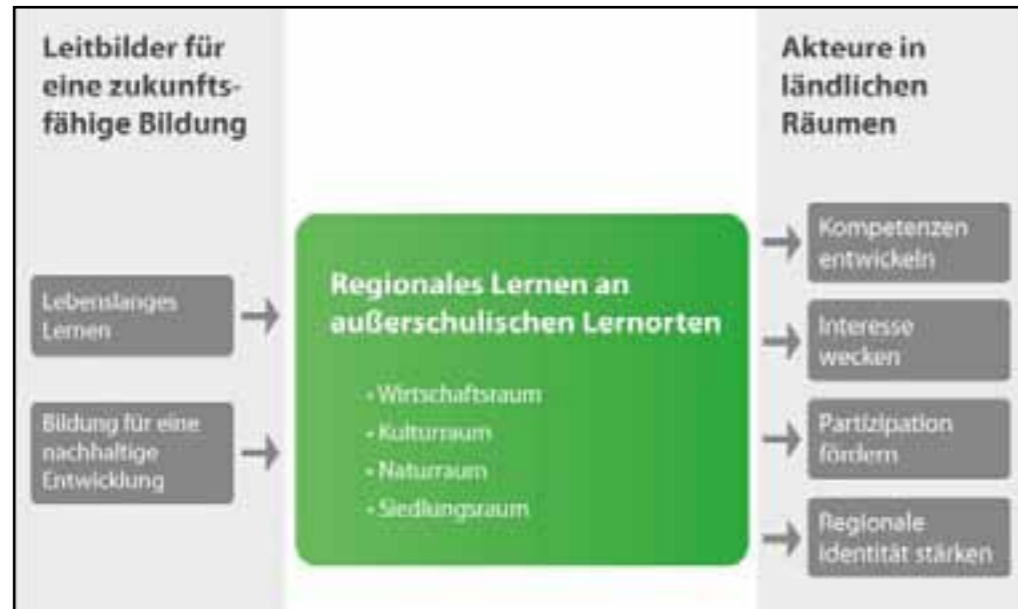 Leitbilder für
eine zukunfts-
fähige Bildung
Lebenslanges
Lernen
Bildung für eine
nachhaltige
Entwicklung
Regionales Lernen an
außerschulischen Lernorten
• Wirtschaftsraum
• Kulturraum
• Naturraum
• Siedlungsraum
Akteure in
ländlichen
Räumen
Kompetenzen
entwickeln
Interesse
wecken
Partizipation
fördern
Regionale
Identität stärken